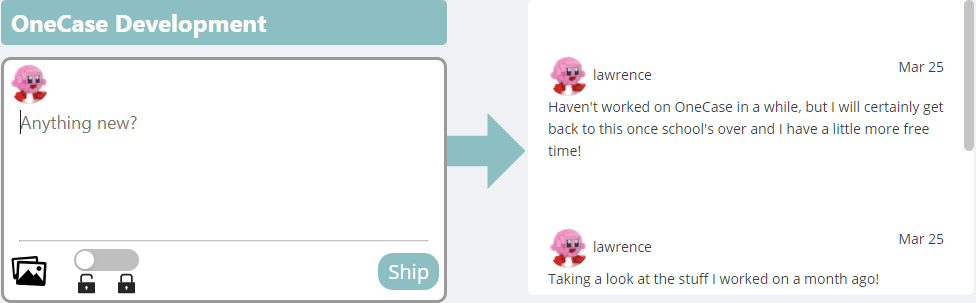 OneCase Development
Anything new?
Ship
lawrence
Mar 25
Haven't worked on OneCase in a while, but I will certainly get
back to this once school's over and I have a little more free
time!
lawrence
Mar 25
Taking a look at the stuff I worked on a month ago!